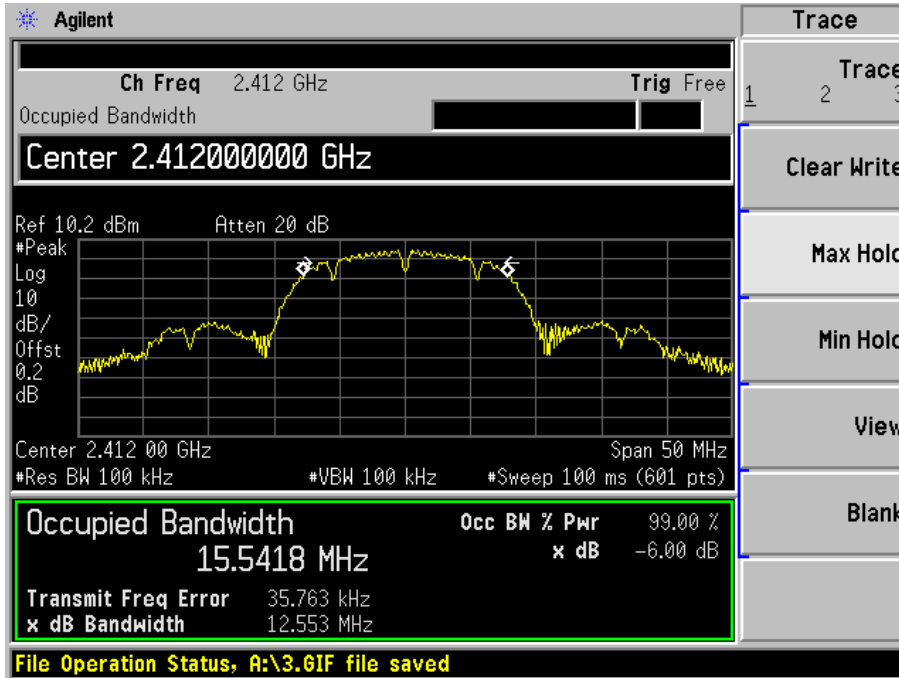 Agilent
Trace
Ch Freq 2.412 GHz Trig Free
Occupied Bandwidth
Center 2.412000000 GHz
Ref 10.2 dBm Atten 20 dB
#Peak
Log
10
dB/
Offst
0.2
dB
Center 2.412 00 GHz Span 50 MHz
#Res BW 100 kHz #VBW 100 kHz #Sweep 100 ms (601 pts)
Occupied Bandwidth Occ BW % Pwr 99.00 %
15.5418 MHz x dB -6.00 dB
Transmit Freq Error 35.763 kHz
x dB Bandwidth 12.553 MHz
File Operation Status, A:\3.GIF file saved
Trace
1 2 3
Clear Write
Max Hold
Min Hold
View
Blank